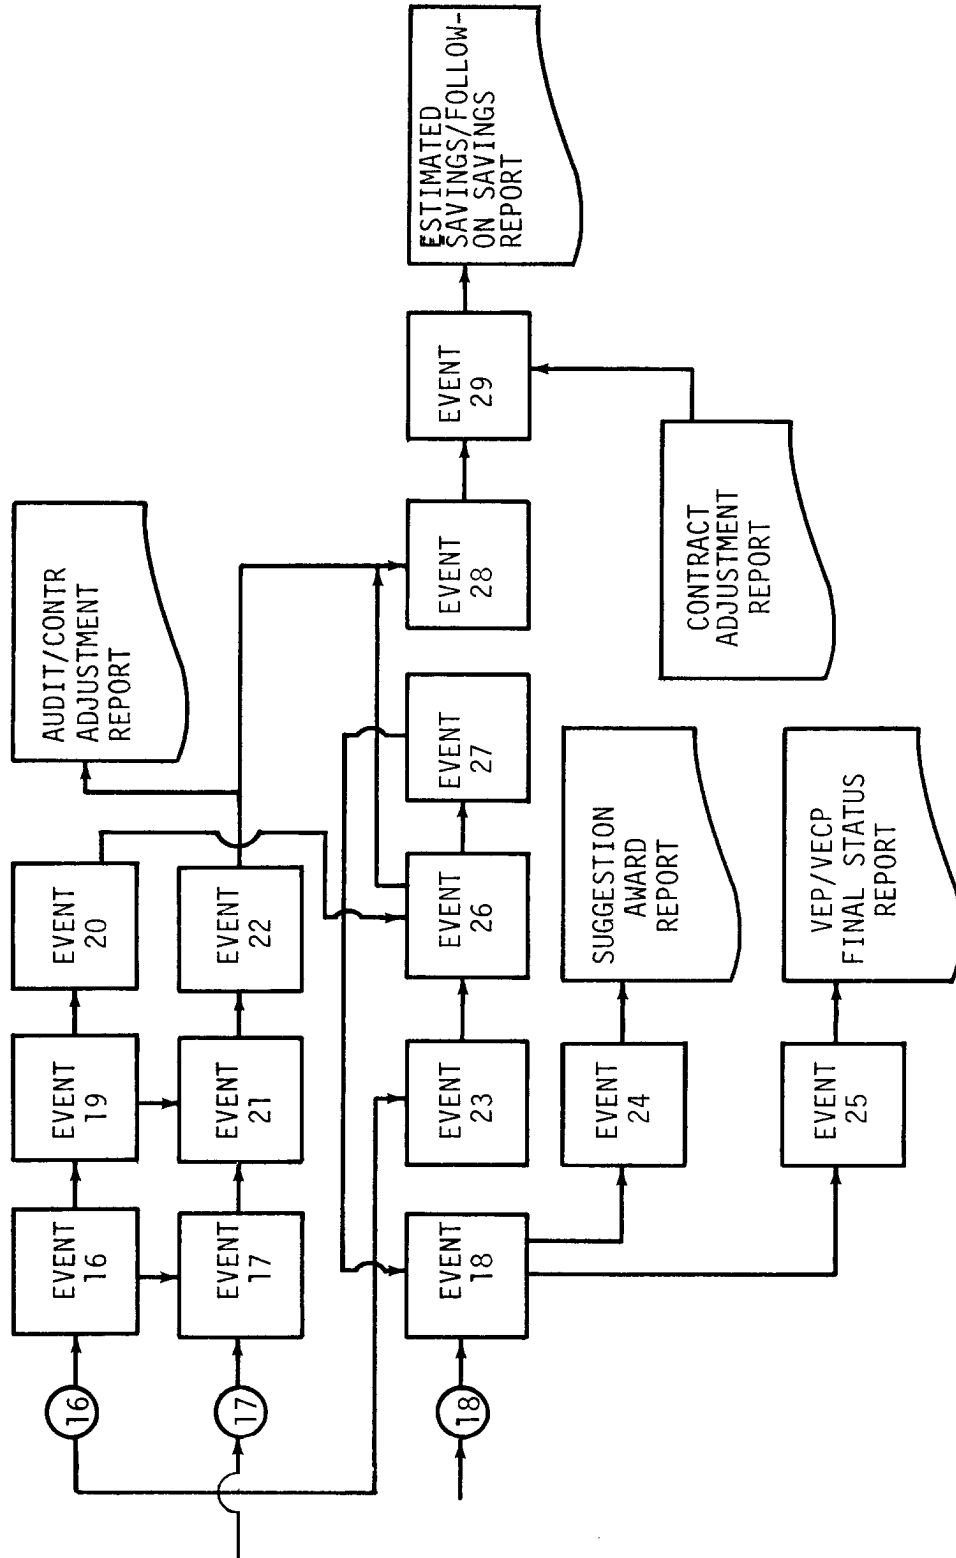 16
EVENT
16
EVENT
19
EVENT
20
AUDIT/CONTR
ADJUSTMENT
REPORT
17
EVENT
17
EVENT
21
EVENT
22
18
EVENT
18
EVENT
23
EVENT
26
EVENT
27
EVENT
28
EVENT
29
ESTIMATED
SAVINGS/FOLLOW-
ON SAVINGS
REPORT
EVENT
24
SUGGESTION
AWARD
REPORT
CONTRACT
ADJUSTMENT
REPORT
EVENT
25
VEP/VECP
FINAL STATUS
REPORT